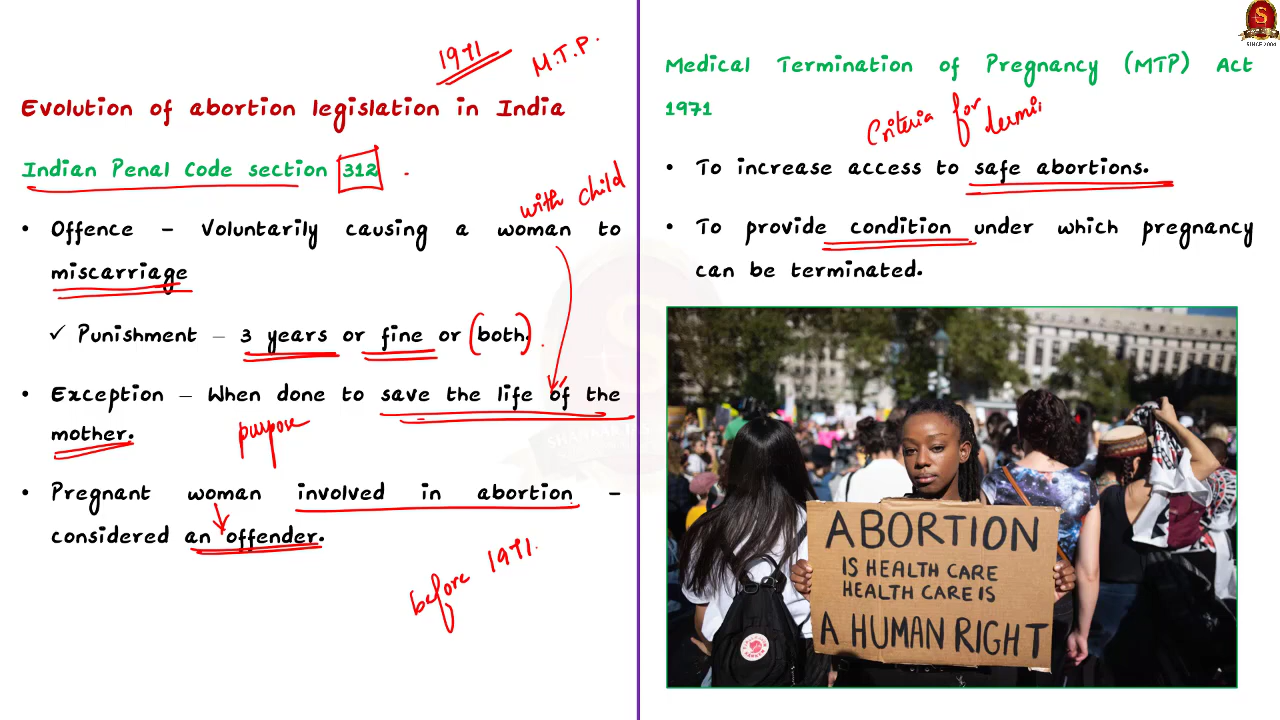 1971
M.T.P.
Evolution of abortion legislation in India
Indian Penal Code section 312
with child
• Offence – Voluntarily causing a woman to
miscarriage
✓ Punishment – 3 years or fine or (both).
• Exception – When done to save the life of the
mother.
purpose
• Pregnant woman involved in abortion –
considered an offender.
before 1971.
SINCE 2004
Medical Termination of Pregnancy (MTP) Act
1971
Criteria for
• To increase access to safe abortions.
• To provide condition under which pregnancy
can be terminated.
ABORTION
IS HEALTH CARE
HEALTH CARE IS
A HUMAN RIGHT